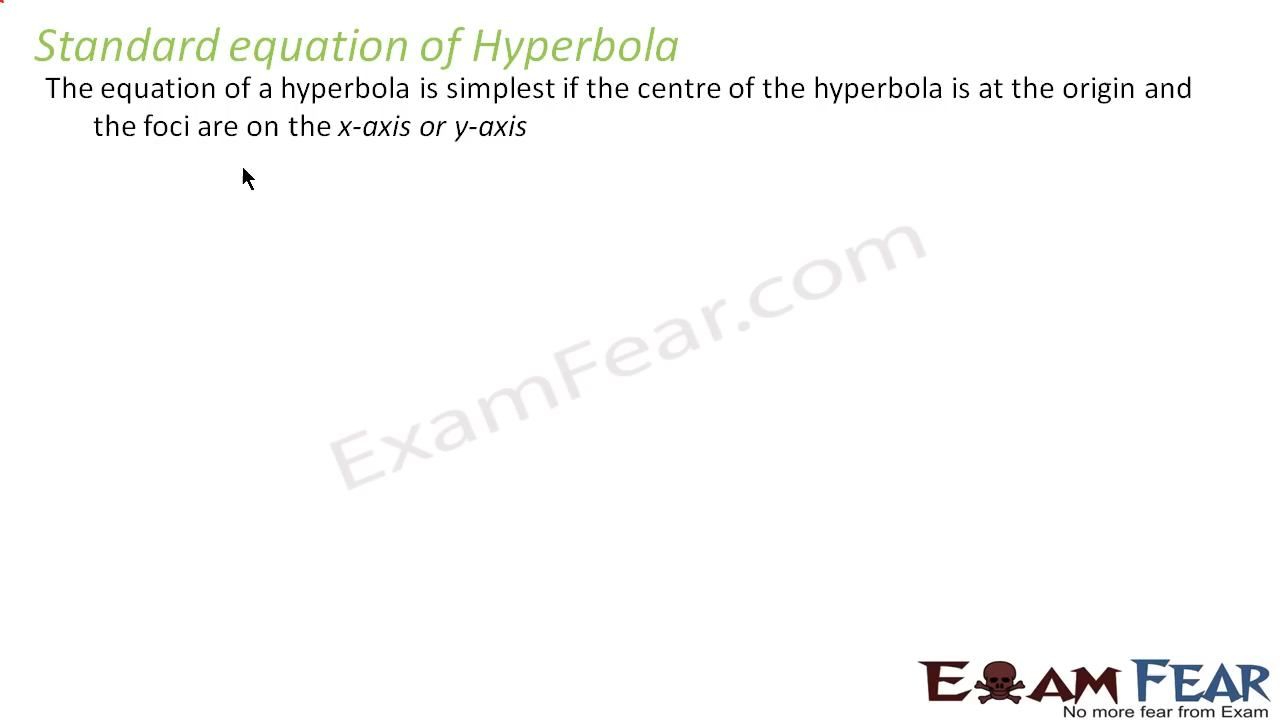 Standard equation of Hyperbola
The equation of a hyperbola is simplest if the centre of the hyperbola is at the origin and
the foci are on the x-axis or y-axis
ExamFear.com
EXAM FEAR
No more fear from Exam